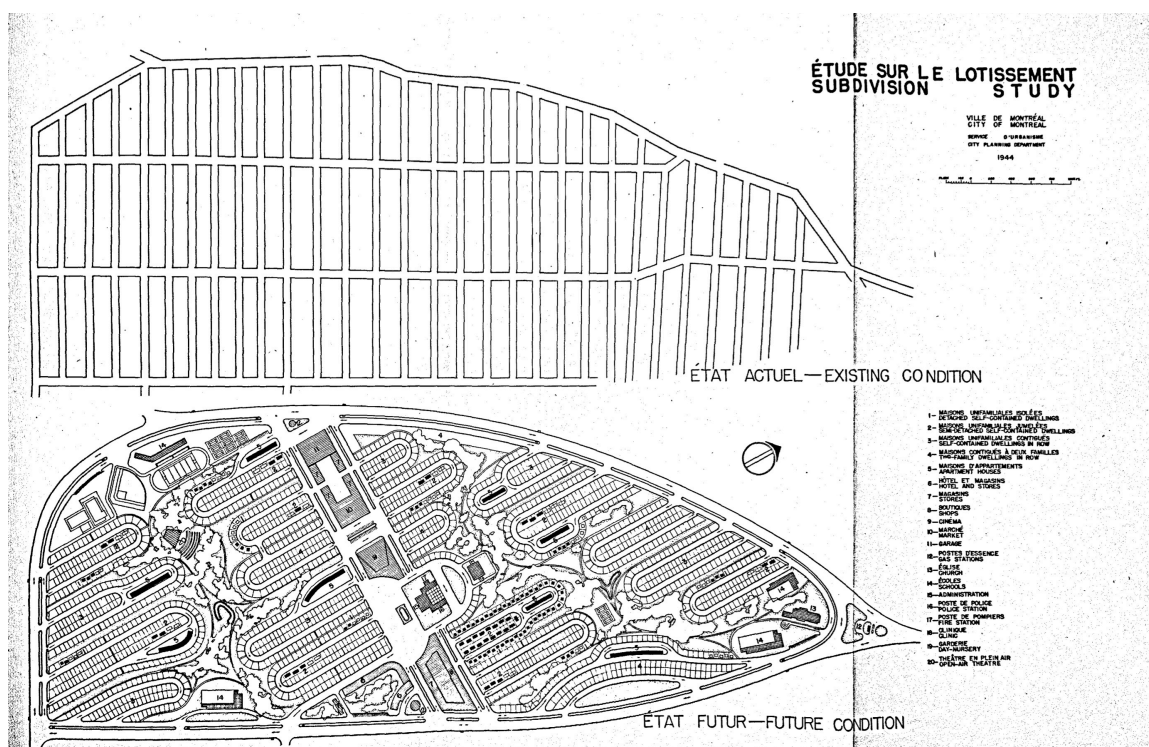 ÉTUDE SUR LE LOTISSEMENT
SUBDIVISION STUDY
VILLE DE MONTRÉAL
CITY OF MONTREAL
SERVICE D'URBANISME
CITY PLANNING DEPARTMENT
1944
ÉTAT ACTUEL—EXISTING CONDITION
1— MAISONS UNIFAMILIALES ISOLÉES
DETACHED SELF-CONTAINED DWELLINGS
2— MAISONS UNIFAMILIALES JUMELÉES
SEMI-DETACHED SELF-CONTAINED DWELLINGS
3— MAISONS UNIFAMILIALES CONTIGUËS
SELF-CONTAINED DWELLINGS IN ROW
4— MAISONS CONTIGUËS À DEUX FAMILLES
TWO-FAMILY DWELLINGS IN ROW
5— MAISONS D'APPARTEMENTS
APARTMENT HOUSES
6— HÔTEL ET MAGASINS
HOTEL AND STORES
7— MAGASINS
STORES
8— BOUTIQUES
SHOPS
9— CINÉMA
10— MARCHÉ
MARKET
11— GARAGE
12— POSTES D'ESSENCE
GAS STATIONS
13— ÉGLISE
CHURCH
14— ÉCOLES
SCHOOLS
15— ADMINISTRATION
16— POSTE DE POLICE
POLICE STATION
17— POSTE DE POMPIERS
FIRE STATION
18— CLINIQUE
CLINIC
19— GARDERIE
DAY-NURSERY
20— THÉÂTRE EN PLEIN AIR
OPEN-AIR THEATRE
ÉTAT FUTUR—FUTURE CONDITION